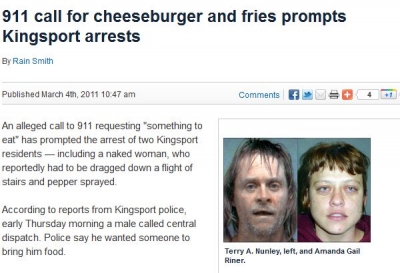 911 call for cheeseburger and fries prompts
Kingsport arrests
By Rain Smith
Published March 4th, 2011 10:47 am
Comments 4 +1
An alleged call to 911 requesting "something to
eat" has prompted the arrest of two Kingsport
residents — including a naked woman, who
reportedly had to be dragged down a flight of
stairs and pepper sprayed.
According to reports from Kingsport police,
early Thursday morning a male called central
dispatch. Police say he wanted someone to
bring him food.
Terry A. Nunley, left, and Amanda Gail
Riner.